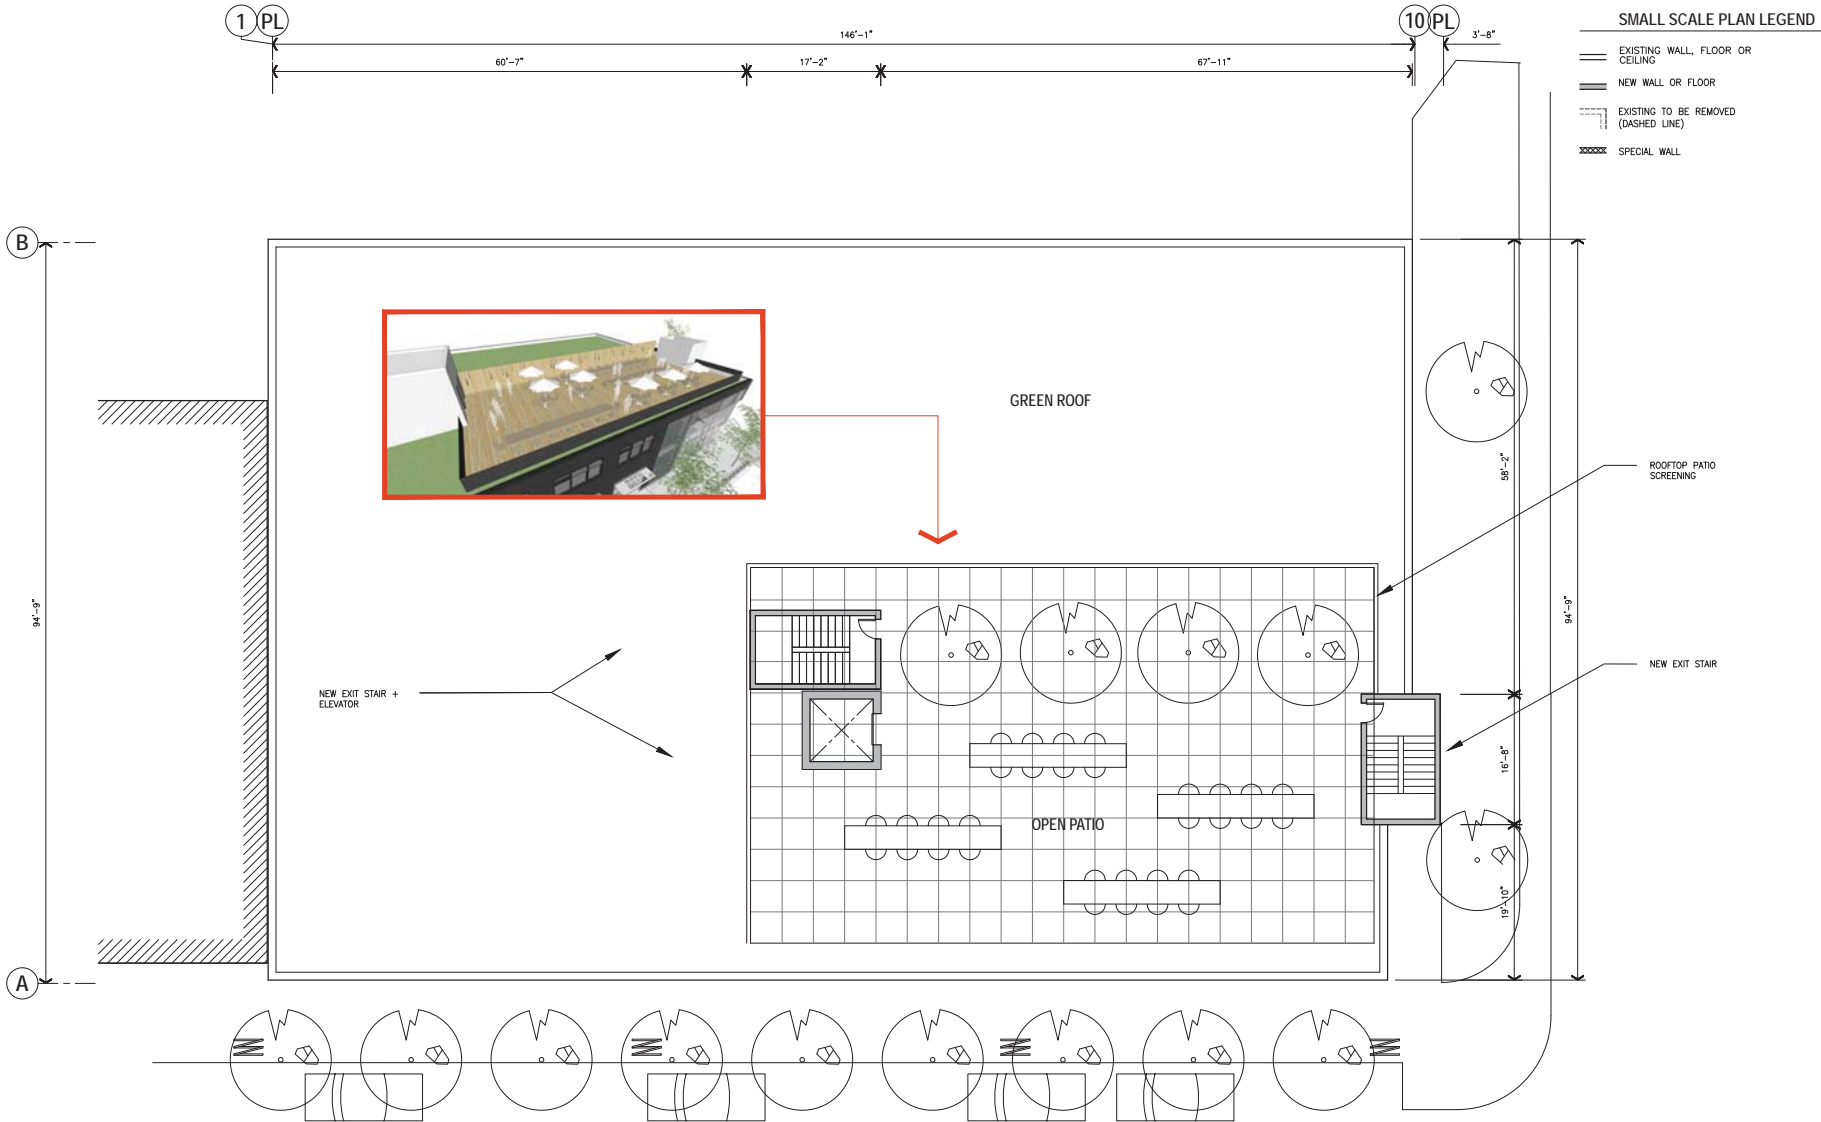 1 PL
10 PL
SMALL SCALE PLAN LEGEND
146'-1"
3'-8"
60'-7"
17'-2"
67'-11"
EXISTING WALL, FLOOR OR
CEILING
NEW WALL OR FLOOR
EXISTING TO BE REMOVED
(DASHED LINE)
SPECIAL WALL
B
GREEN ROOF
58'-2"
ROOFTOP PATIO
SCREENING
94'-9"
94'-9"
NEW EXIT STAIR
NEW EXIT STAIR +
ELEVATOR
16'-8"
OPEN PATIO
19'-10"
A